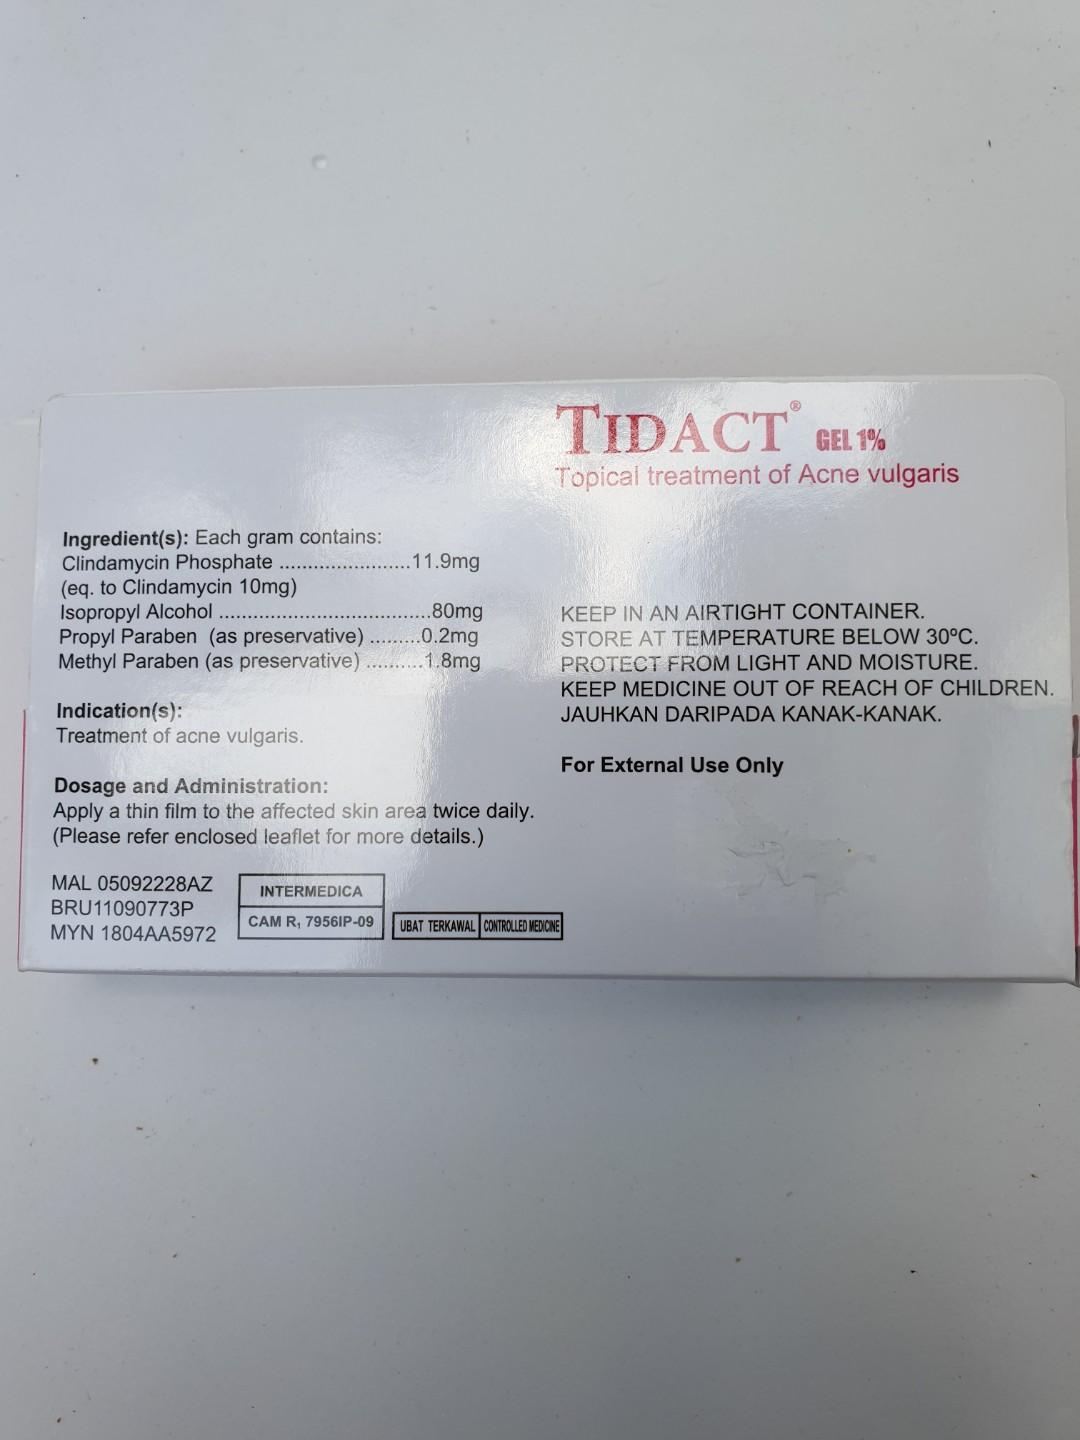 TIDACT® GEL 1%
Topical treatment of Acne vulgaris
Ingredient(s): Each gram contains:
Clindamycin Phosphate .......................11.9mg
(eq. to Clindamycin 10mg)
Isopropyl Alcohol ....................................80mg
Propyl Paraben (as preservative) .........0.2mg
Methyl Paraben (as preservative) ..........1.8mg
Indication(s):
Treatment of acne vulgaris.
Dosage and Administration:
Apply a thin film to the affected skin area twice daily.
(Please refer enclosed leaflet for more details.)
MAL 05092228AZ
BRU11090773P
MYN 1804AA5972
INTERMEDICA
CAM R, 7956IP-09
UBAT TERKAWAL CONTROLLED MEDICINE
KEEP IN AN AIRTIGHT CONTAINER.
STORE AT TEMPERATURE BELOW 30ºC.
PROTECT FROM LIGHT AND MOISTURE.
KEEP MEDICINE OUT OF REACH OF CHILDREN.
JAUHKAN DARIPADA KANAK-KANAK.
For External Use Only